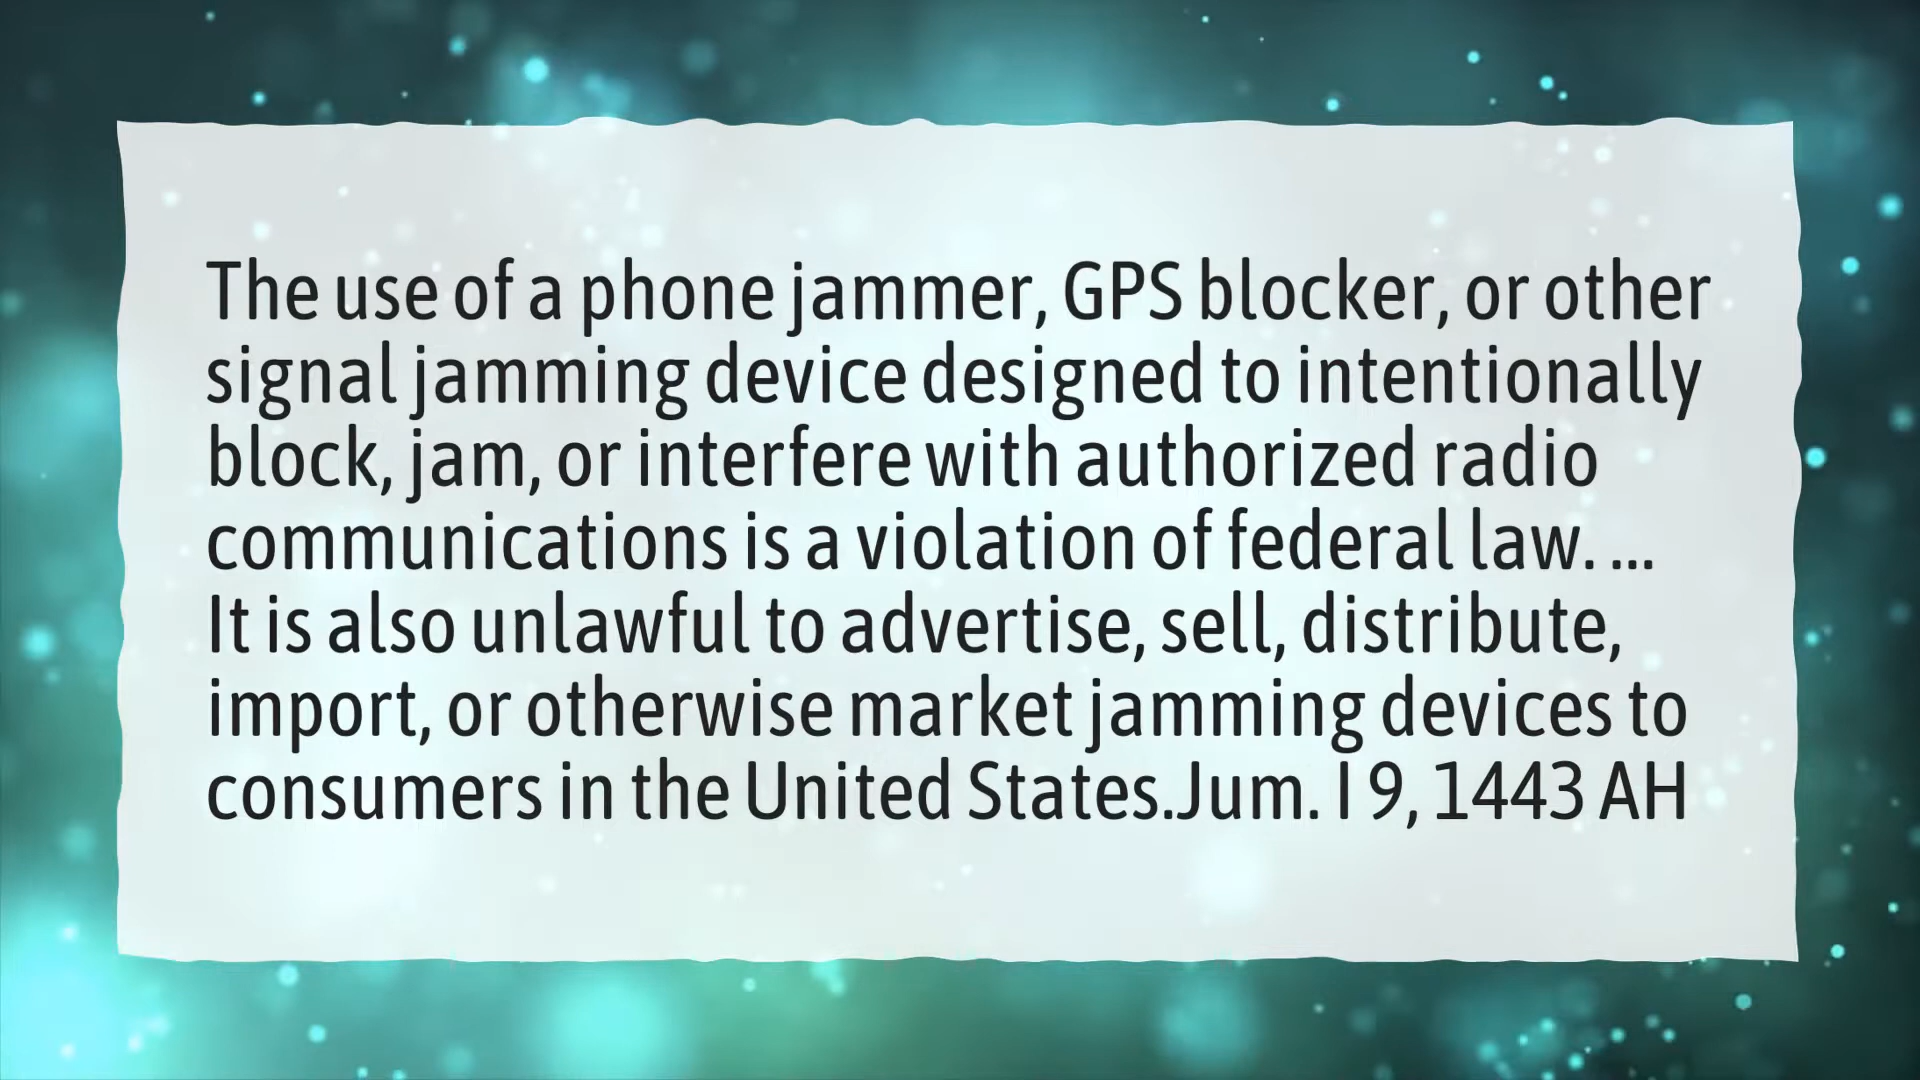 The use of a phone jammer, GPS blocker, or other
signal jamming device designed to intentionally
block, jam, or interfere with authorized radio
communications is a violation of federal law. ...
It is also unlawful to advertise, sell, distribute,
import, or otherwise market jamming devices to
consumers in the United States.Jum. I 9, 1443 AH